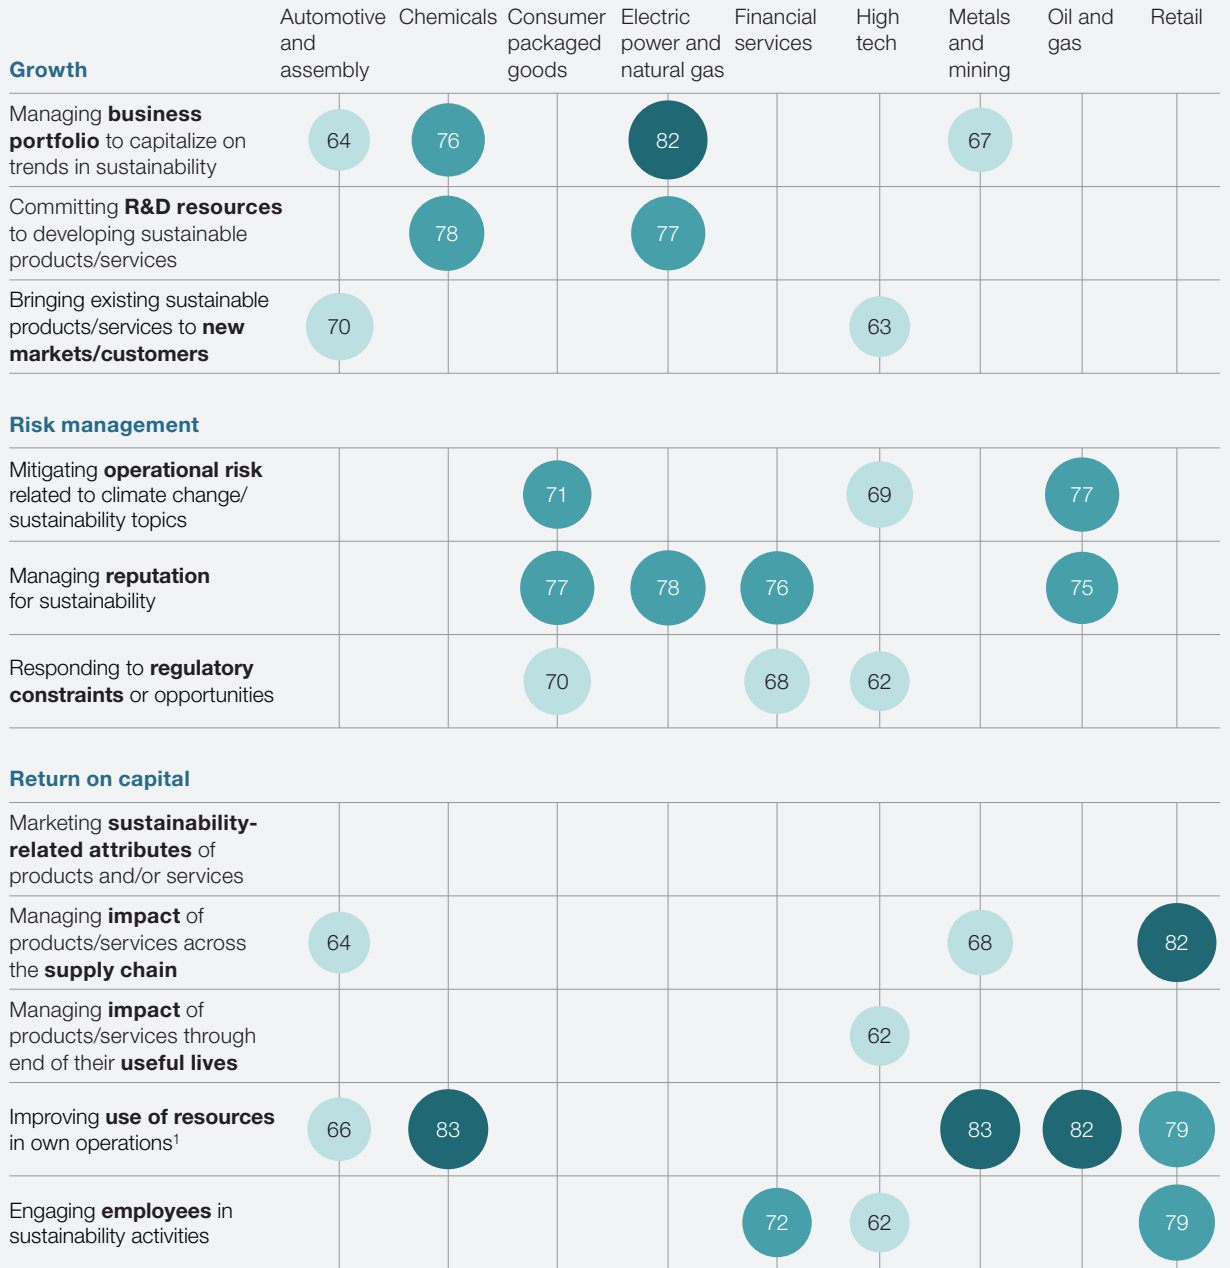 Automotive and assembly
Chemicals
Consumer packaged goods
Electric power and natural gas
Financial services
High tech
Metals and mining
Oil and gas
Retail
Growth
Managing business
portfolio to capitalize on
trends in sustainability
64 76 82 67
Committing R&D resources
to developing sustainable
products/services
78 77
Bringing existing sustainable
products/services to new
markets/customers
70 63
Risk management
Mitigating operational risk
related to climate change/
sustainability topics
71 69 77
Managing reputation
for sustainability
77 78 76 75
Responding to regulatory
constraints or opportunities
70 68 62
Return on capital
Marketing sustainability-
related attributes of
products and/or services
Managing impact of
products/services across
the supply chain
64 68 82
Managing impact of
products/services through
end of their useful lives
62
Improving use of resources
in own operations1
66 83 83 82 79
Engaging employees in
sustainability activities
72 62 79